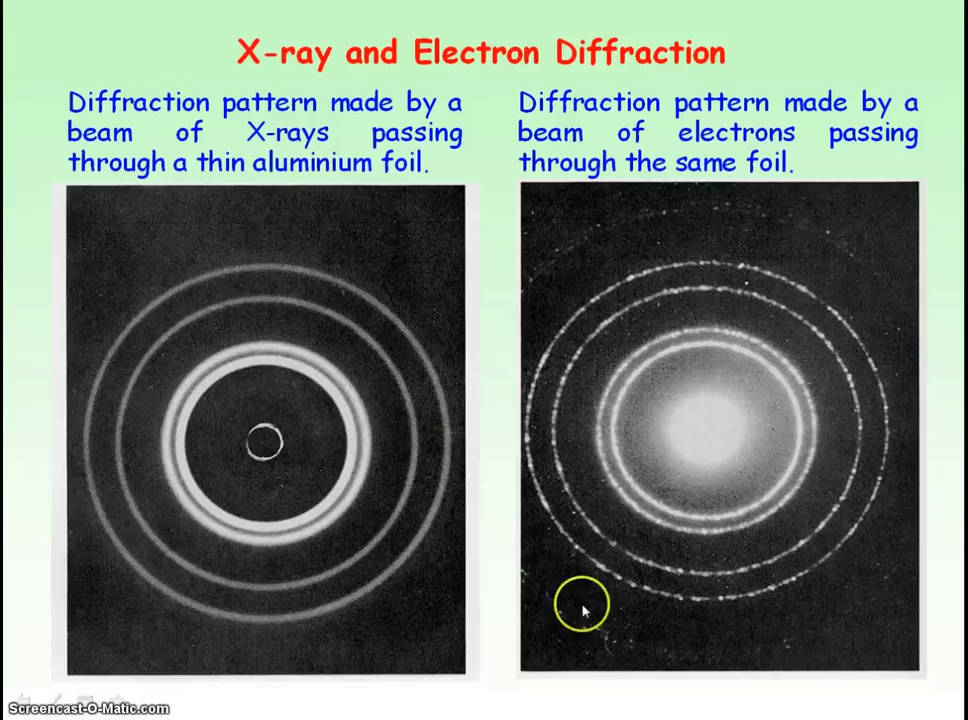 X-ray and Electron Diffraction
Diffraction pattern made by a
beam of X-rays passing
through a thin aluminium foil.
Diffraction pattern made by a
beam of electrons passing
through the same foil.
Screencast-O-Matic.com